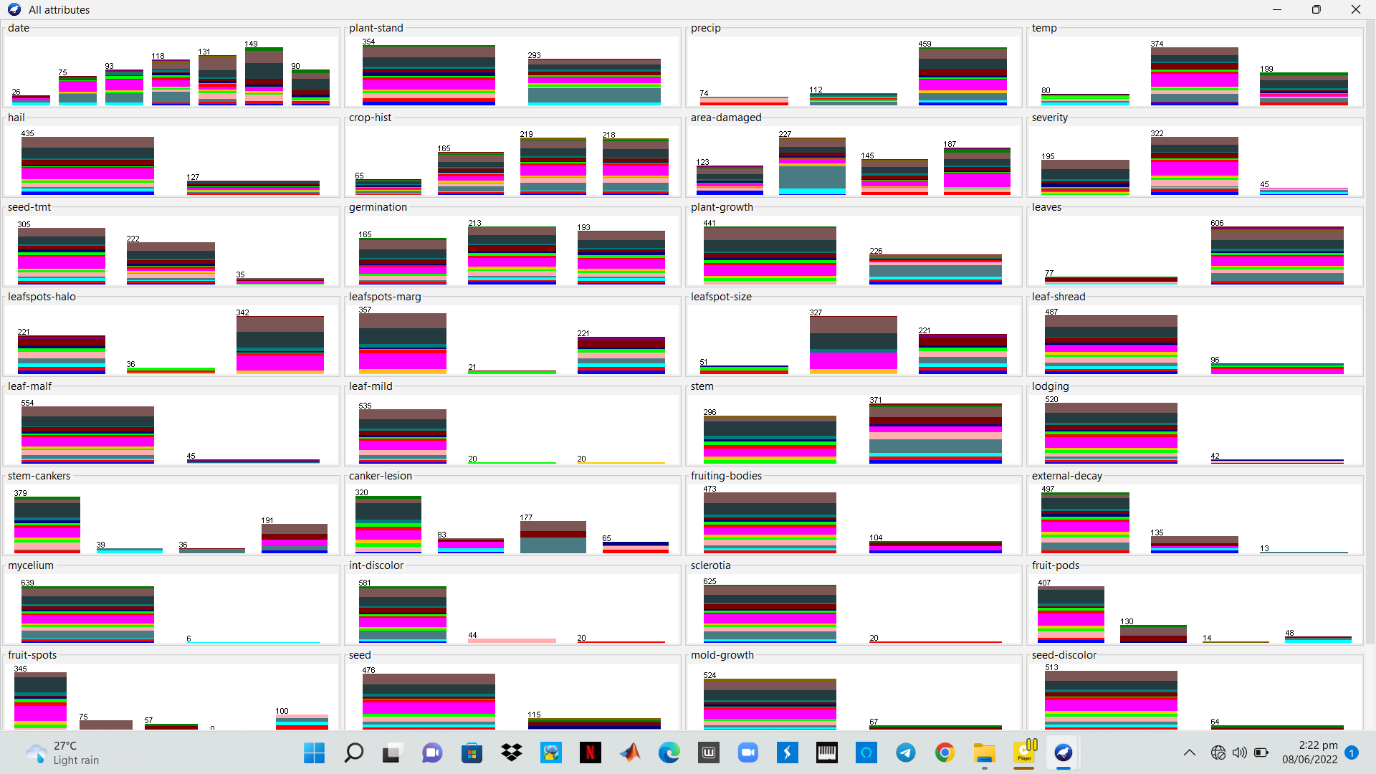 All attributes
date
26
75
93
118
131
149
90
plant-stand
354
293
precip
74
112
459
temp
80
374
199
hail
435
127
crop-hist
65
165
219
218
area-damaged
123
227
145
187
severity
195
322
45
seed-tmt
305
222
35
germination
165
213
193
plant-growth
441
226
leaves
77
606
leafspots-halo
221
36
342
leafspots-marg
357
21
221
leafspot-size
51
327
221
leaf-shread
487
96
leaf-malf
554
45
leaf-mild
535
20
20
stem
296
371
lodging
520
42
stem-cankers
379
39
36
191
canker-lesion
320
83
177
65
fruiting-bodies
473
104
external-decay
497
135
13
mycelium
639
6
int-discolor
581
44
20
sclerotia
625
20
fruit-pods
407
130
14
48
fruit-spots
345
75
57
0
100
seed
476
115
mold-growth
524
67
seed-discolor
513
64
27°C
Light rain
Player
2:22 pm
08/06/2022
1